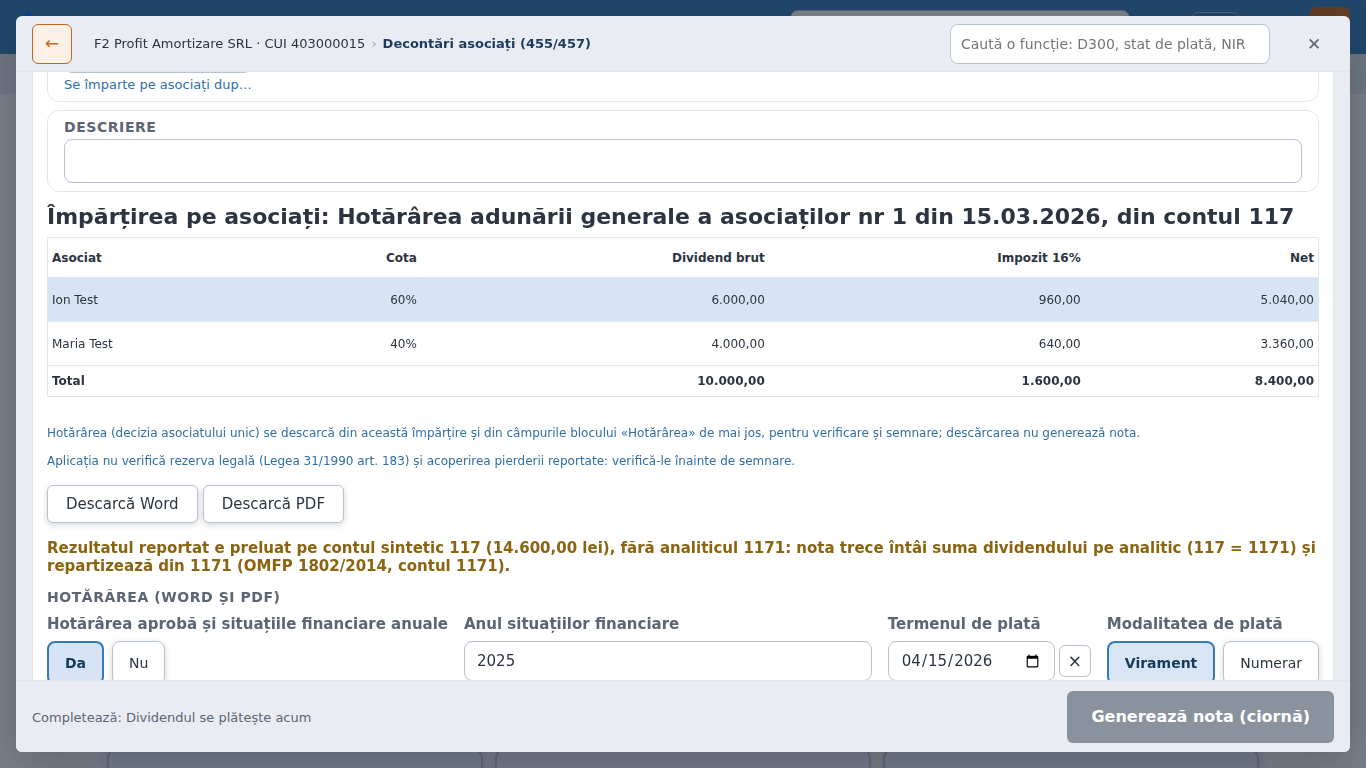 ←
F2 Profit Amortizare SRL · CUI 403000015 › Decontări asociați (455/457)
Caută o funcție: D300, stat de plată, NIR
✕
Se împarte pe asociați dup...
DESCRIERE
Împărțirea pe asociați: Hotărârea adunării generale a asociaților nr 1 din 15.03.2026, din contul 117
Asociat Cota Dividend brut Impozit 16% Net
Ion Test 60% 6.000,00 960,00 5.040,00
Maria Test 40% 4.000,00 640,00 3.360,00
Total 10.000,00 1.600,00 8.400,00
Hotărârea (decizia asociatului unic) se descarcă din această împărțire și din câmpurile blocului «Hotărârea» de mai jos, pentru verificare și semnare; descărcarea nu generează nota.
Aplicația nu verifică rezerva legală (Legea 31/1990 art. 183) și acoperirea pierderii reportate: verifică-le înainte de semnare.
Descarcă Word Descarcă PDF
Rezultatul reportat e preluat pe contul sintetic 117 (14.600,00 lei), fără analiticul 1171: nota trece întâi suma dividendului pe analitic (117 = 1171) și
repartizează din 1171 (OMFP 1802/2014, contul 1171).
HOTĂRÂREA (WORD ȘI PDF)
Hotărârea aprobă și situațiile financiare anuale Anul situațiilor financiare Termenul de plată Modalitatea de plată
Da Nu 2025 04/15/2026 ✕ Virament Numerar
Completează: Dividendul se plătește acum
Generează nota (ciornă)